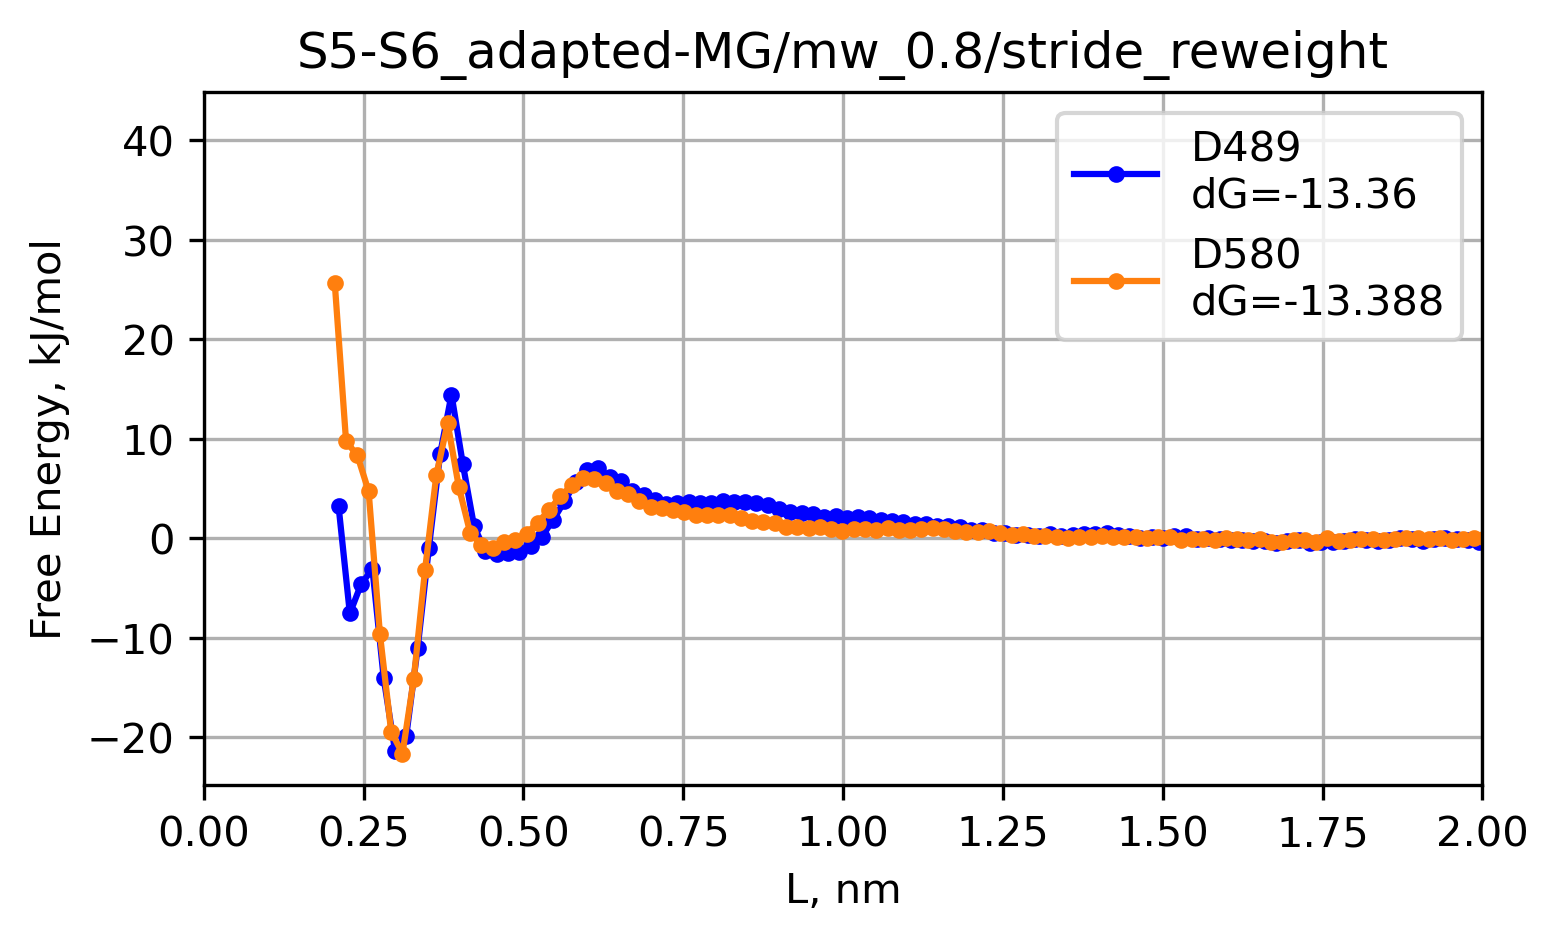 S5-S6_adapted-MG/mw_0.8/stride_reweight
40
30
20
10
0
−10
−20
Free Energy, kJ/mol
D489
dG=-13.36
D580
dG=-13.388
0.00 0.25 0.50 0.75 1.00 1.25 1.50 1.75 2.00
L, nm